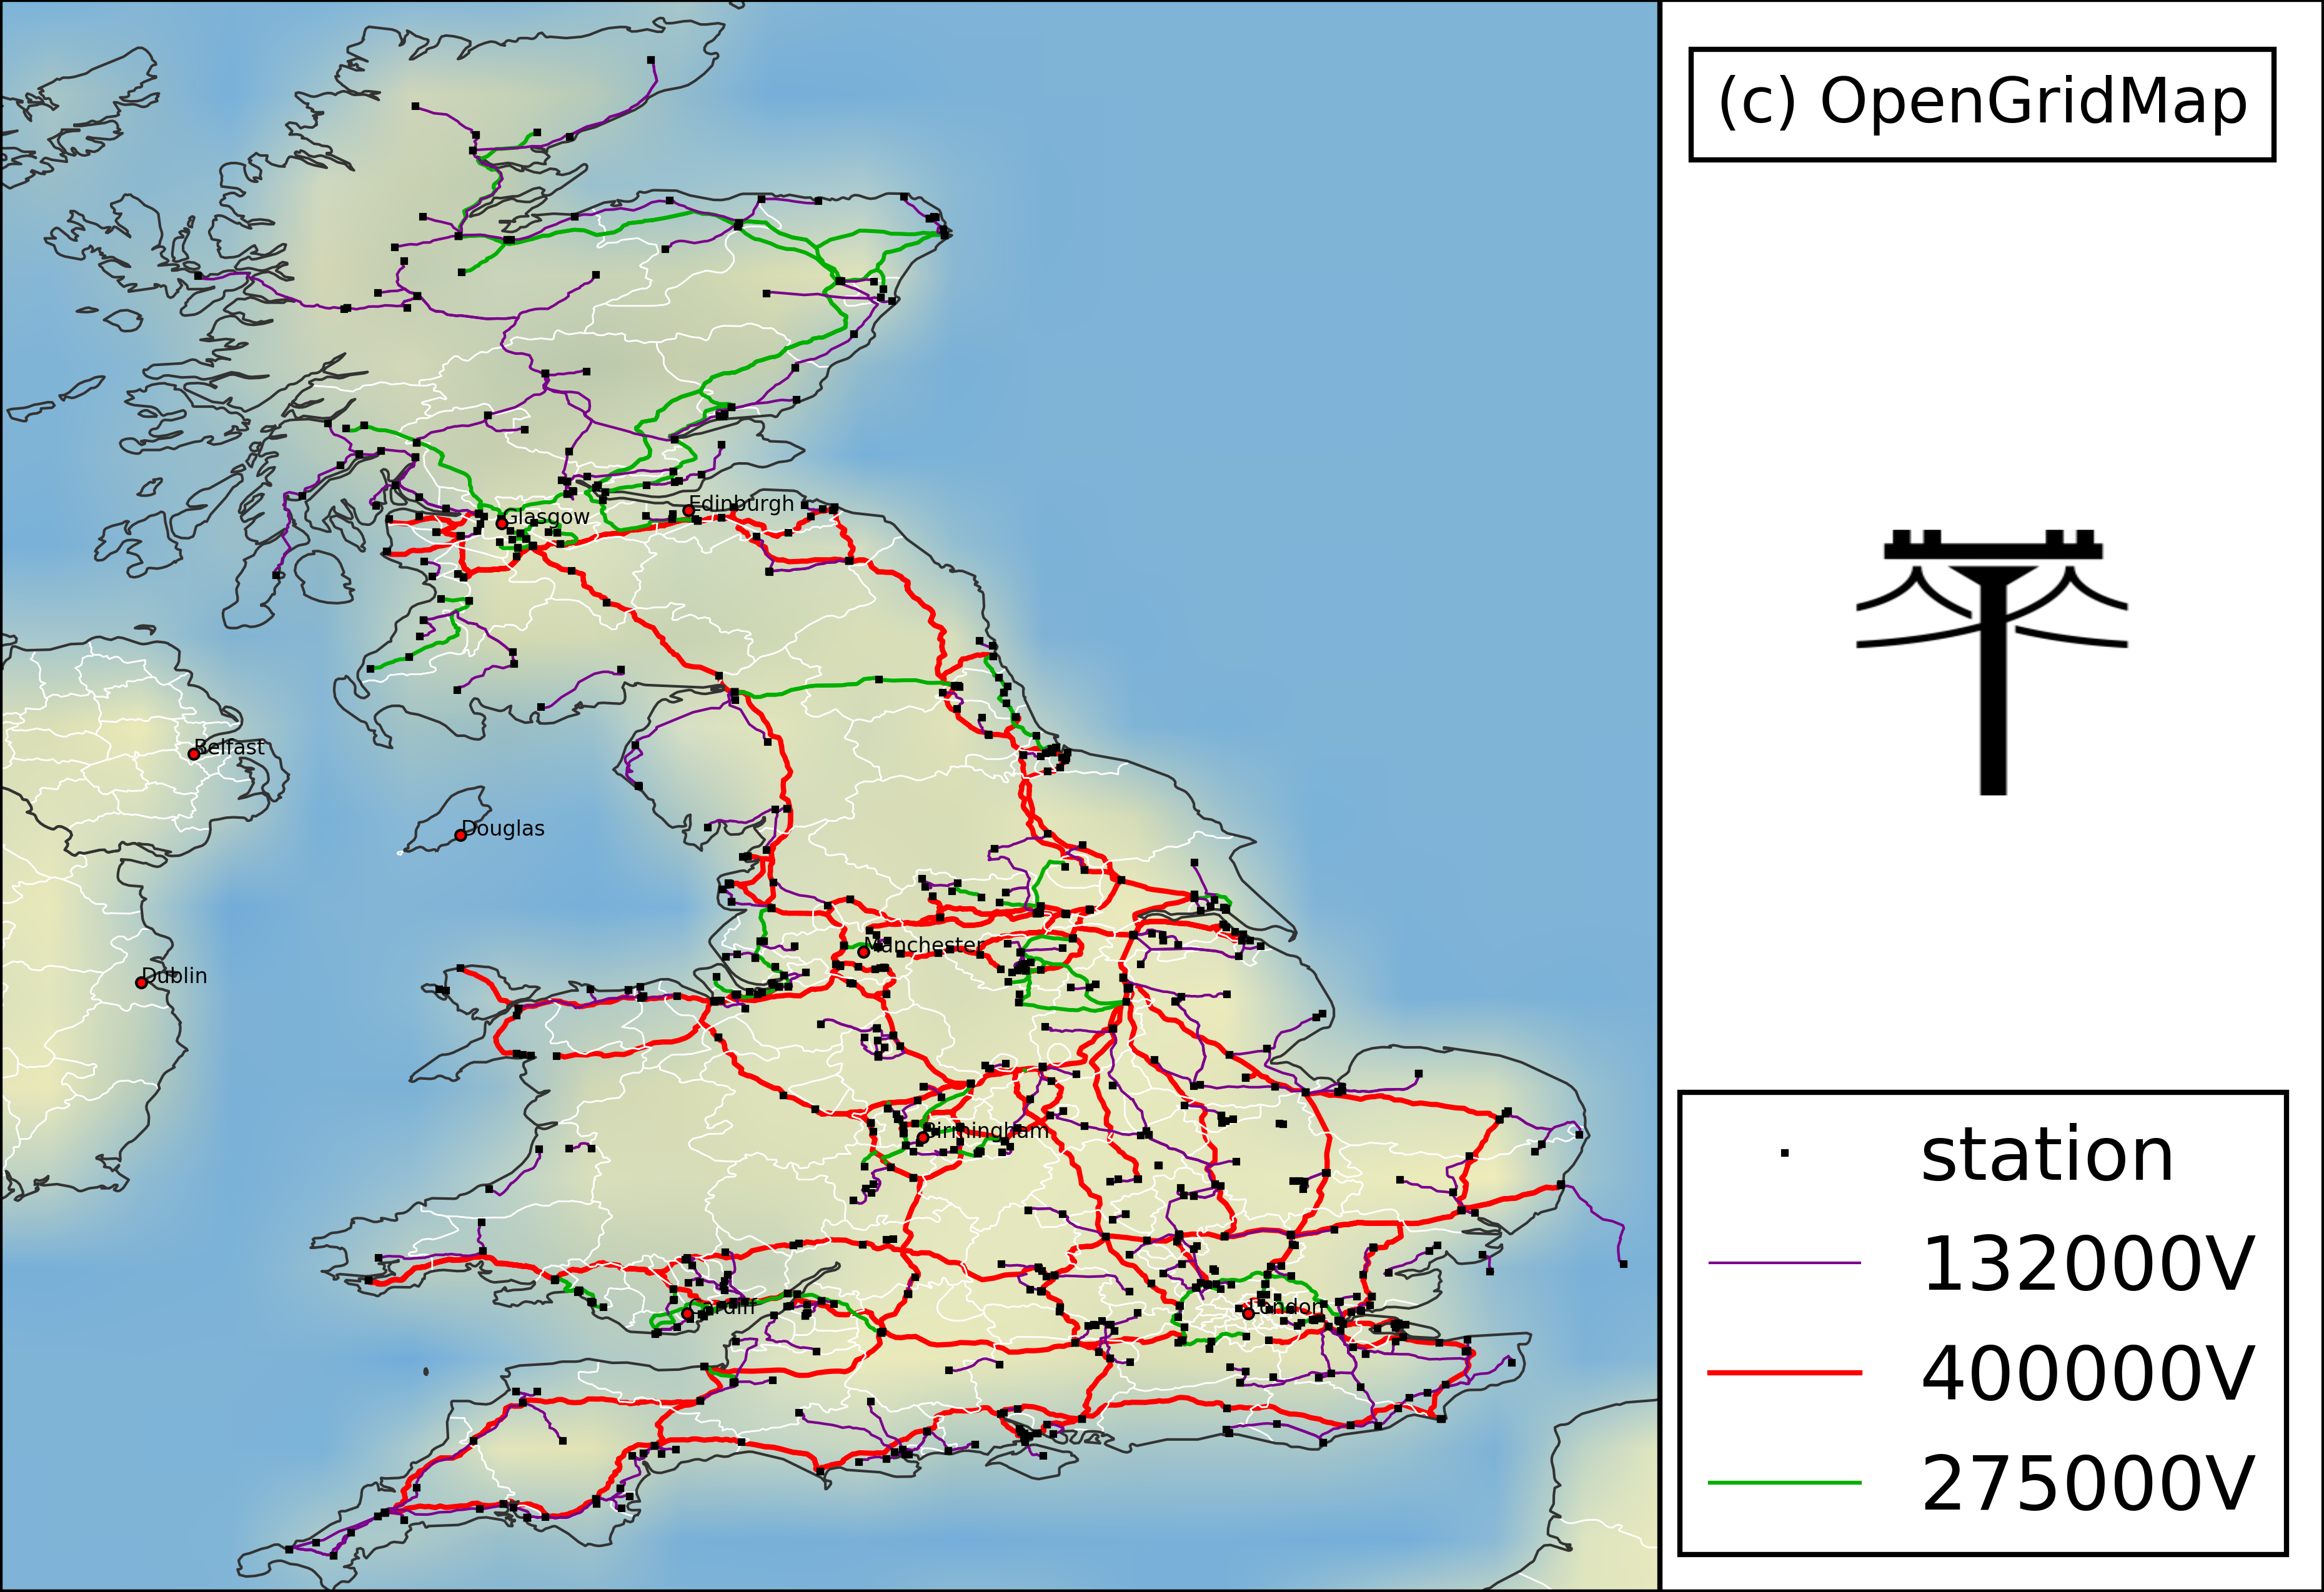 (c) OpenGridMap
Edinburgh
Glasgow
Belfast
Douglas
Manchester
Dublin
Birmingham
Cardiff
London
station
132000V
400000V
275000V